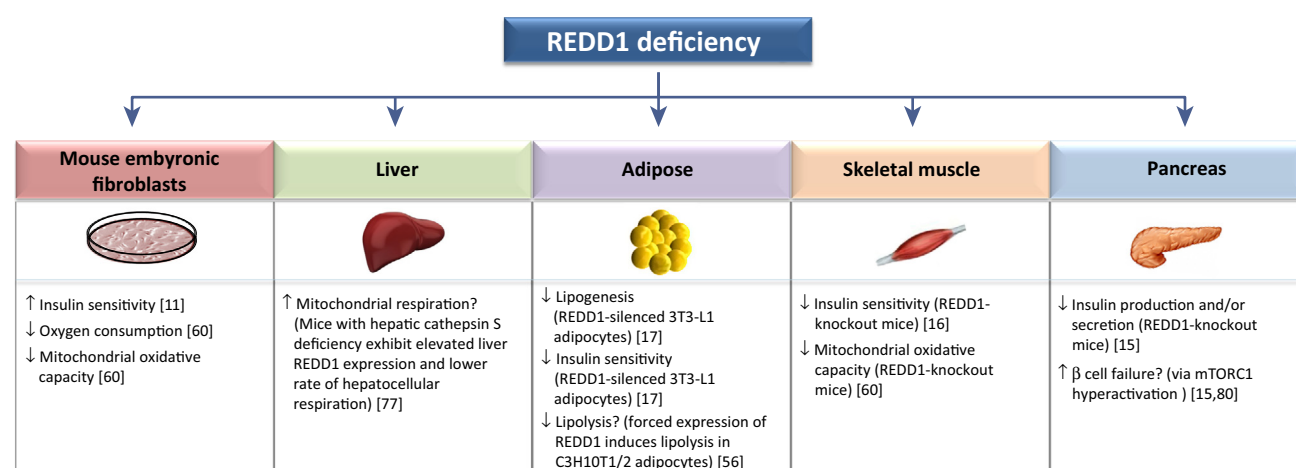 REDD1 deficiency
Mouse embyronic
fibroblasts
Liver
Adipose
Skeletal muscle
Pancreas
↑ Insulin sensitivity [11]
↓ Oxygen consumption [60]
↓ Mitochondrial oxidative
capacity [60]
↑ Mitochondrial respiration?
(Mice with hepatic cathepsin S
deficiency exhibit elevated liver
REDD1 expression and lower
rate of hepatocellular
respiration) [77]
↓ Lipogenesis
(REDD1-silenced 3T3-L1
adipocytes) [17]
↓ Insulin sensitivity
(REDD1-silenced 3T3-L1
adipocytes) [17]
↓ Lipolysis? (forced expression of
REDD1 induces lipolysis in
C3H10T1/2 adipocytes) [56]
↓ Insulin sensitivity (REDD1-
knockout mice) [16]
↓ Mitochondrial oxidative
capacity (REDD1-knockout
mice) [60]
↓ Insulin production and/or
secretion (REDD1-knockout
mice) [15]
↑ β cell failure? (via mTORC1
hyperactivation ) [15,80]